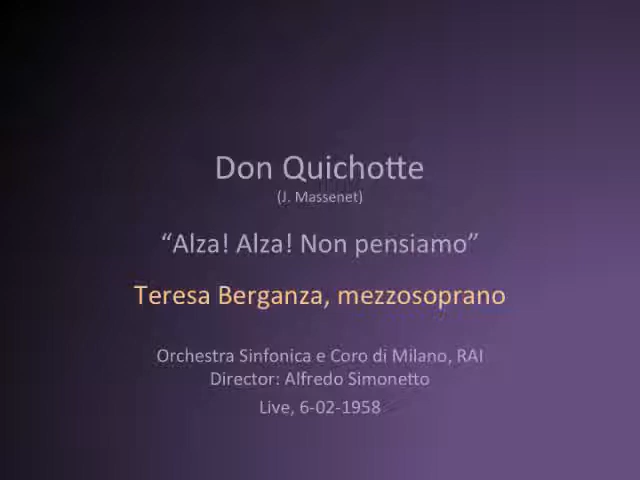 Don Quichotte
(J. Massenet)
“Alza! Alza! Non pensiamo”
Teresa Berganza, mezzosoprano
Orchestra Sinfonica e Coro di Milano, RAI
Director: Alfredo Simonetto
Live, 6-02-1958